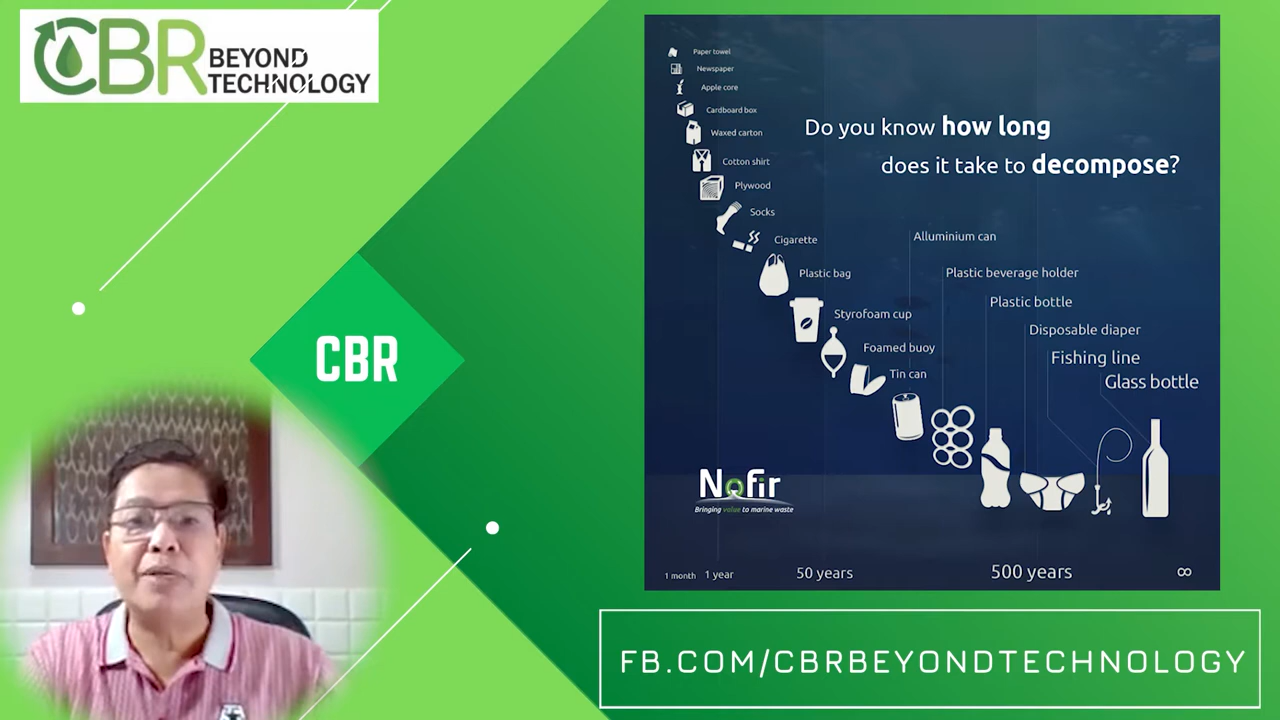 CBR BEYOND
TECHNOLOGY
CBR
Paper towel
Newspaper
Apple core
Cardboard box
Waxed carton
Cotton shirt
Plywood
Socks
Cigarette
Plastic bag
Styrofoam cup
Foamed buoy
Tin can
Do you know how long
does it take to decompose?
Alluminium can
Plastic beverage holder
Plastic bottle
Disposable diaper
Fishing line
Glass bottle
Nofir
Bringing value to marine waste
1 month 1 year 50 years 500 years ∞
FB.COM/CBRBEYONDTECHNOLOGY